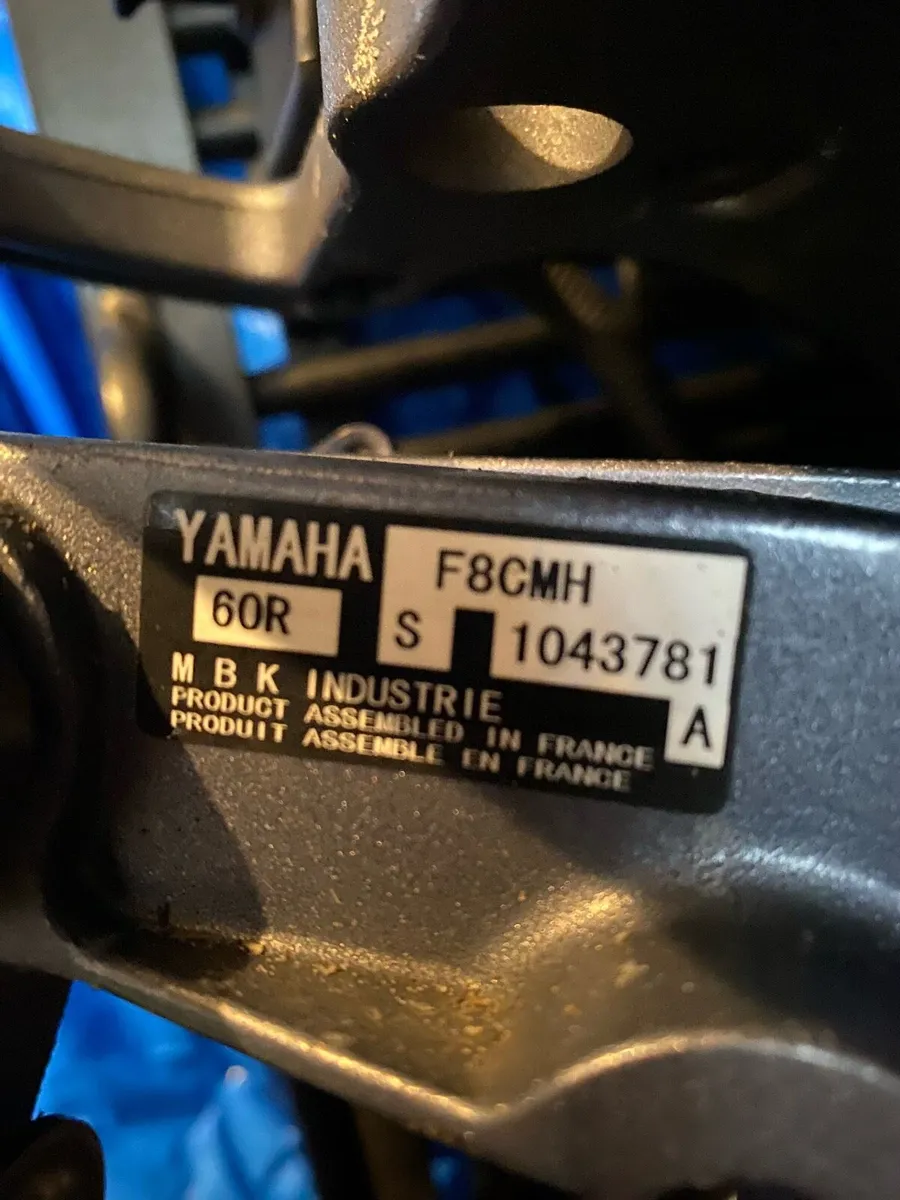 YAMAHA F8CMH
60R S 1043781
M B K INDUSTRIE
PRODUCT ASSEMBLED IN FRANCE A
PRODUIT ASSEMBLE EN FRANCE